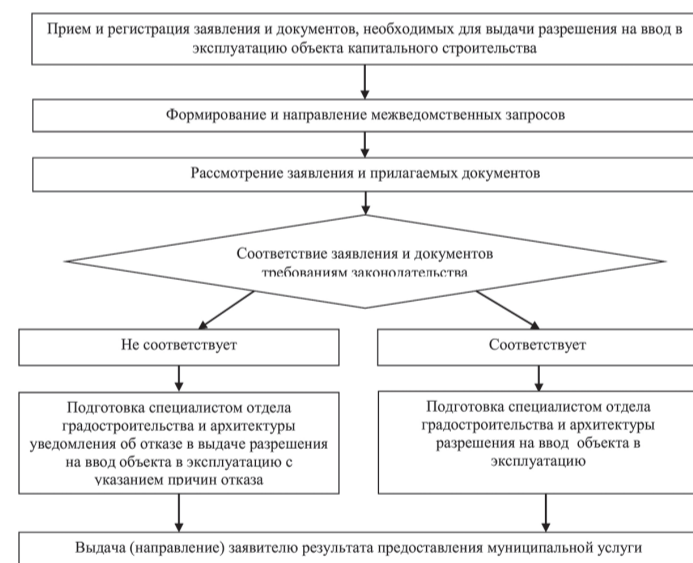 Прием и регистрация заявления и документов, необходимых для выдачи разрешения на ввод в
эксплуатацию объекта капитального строительства
Формирование и направление межведомственных запросов
Рассмотрение заявления и прилагаемых документов
Соответствие заявления и документов
требованиям законодательства
Не соответствует
Соответствует
Подготовка специалистом отдела
градостроительства и архитектуры
уведомления об отказе в выдаче разрешения
на ввод объекта в эксплуатацию с
указанием причин отказа
Подготовка специалистом отдела
градостроительства и архитектуры
разрешения на ввод объекта в
эксплуатацию
Выдача (направление) заявителю результата предоставления муниципальной услуги